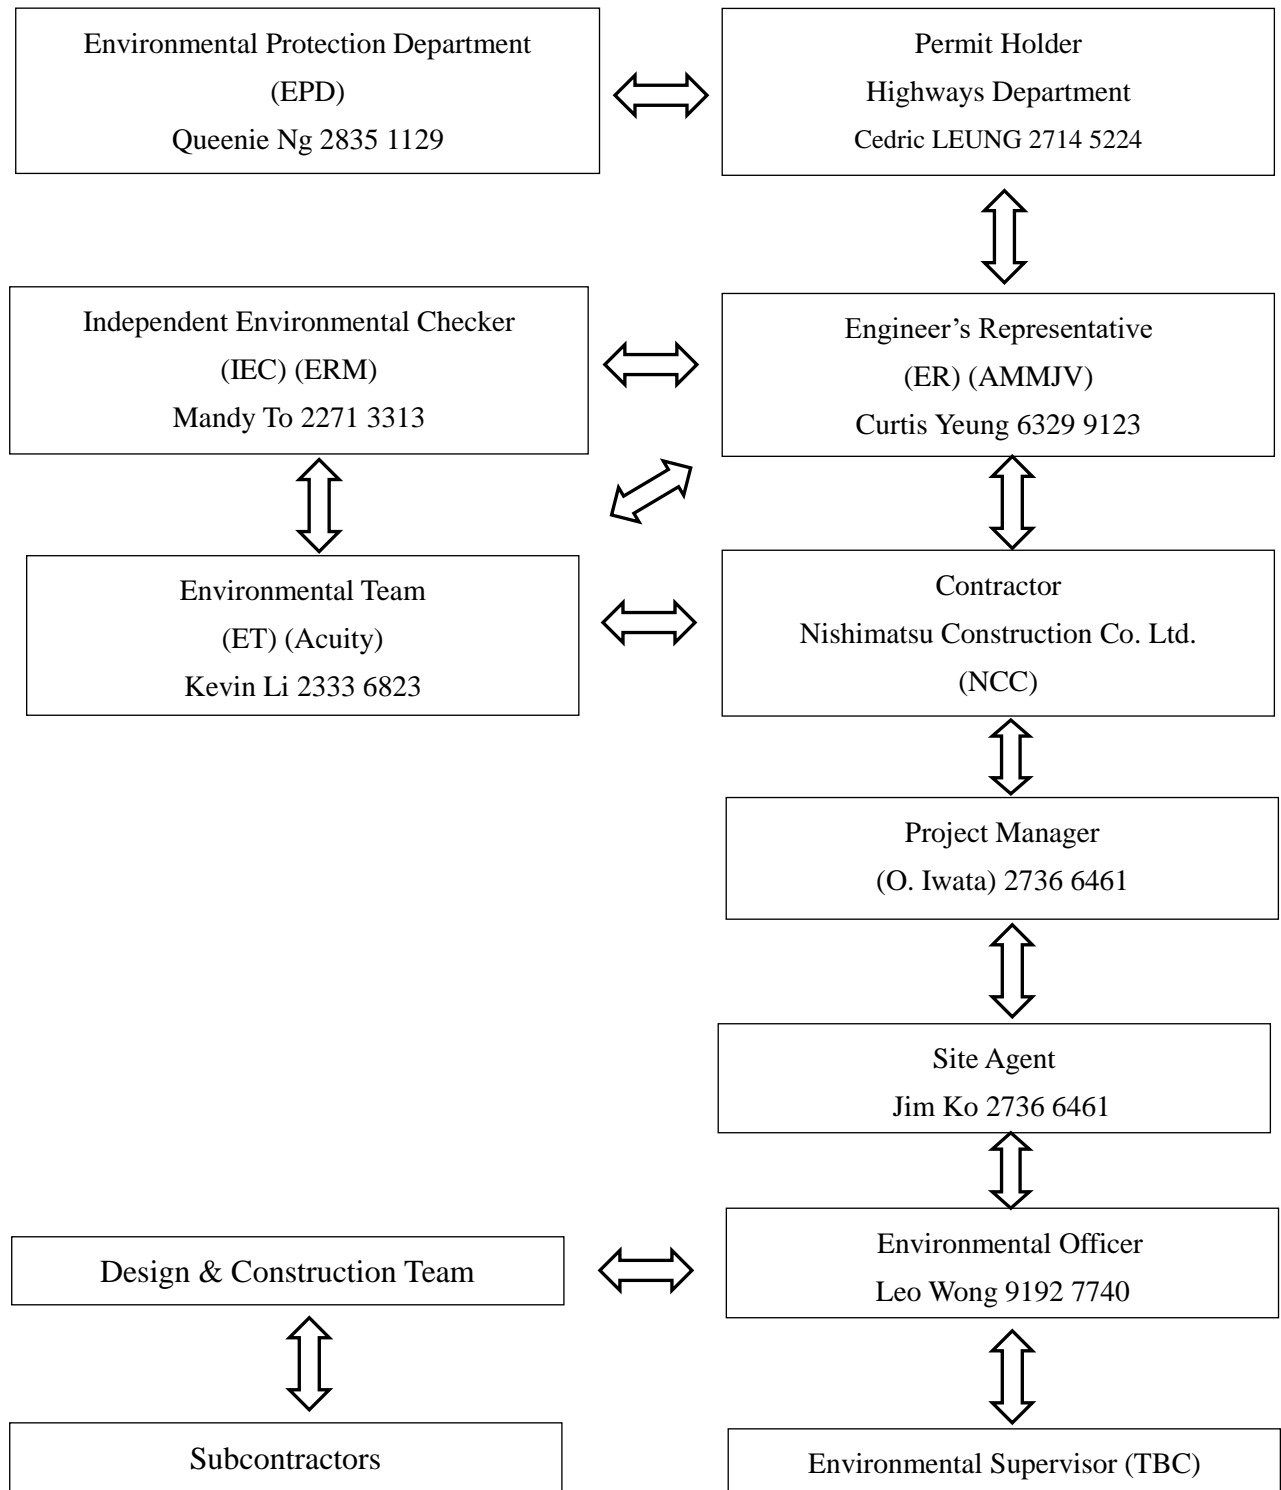 Environmental Protection Department
(EPD)
Queenie Ng 2835 1129
Permit Holder
Highways Department
Cedric LEUNG 2714 5224
Independent Environmental Checker
(IEC) (ERM)
Mandy To 2271 3313
Engineer’s Representative
(ER) (AMMJV)
Curtis Yeung 6329 9123
Environmental Team
(ET) (Acuity)
Kevin Li 2333 6823
Contractor
Nishimatsu Construction Co. Ltd.
(NCC)
Project Manager
(O. Iwata) 2736 6461
Site Agent
Jim Ko 2736 6461
Environmental Officer
Leo Wong 9192 7740
Design & Construction Team
Subcontractors
Environmental Supervisor (TBC)